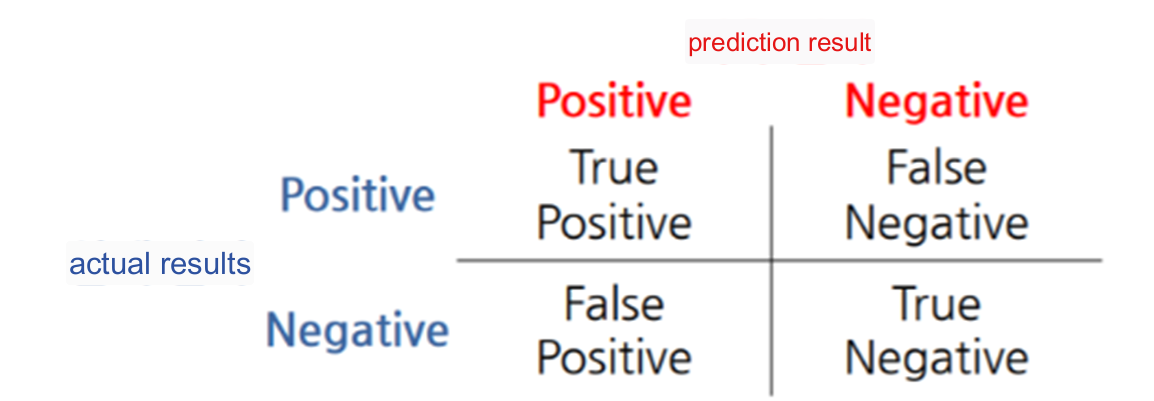 prediction result
Positive Negative
Positive
True
Positive
False
Negative
actual results
Negative
False
Positive
True
Negative